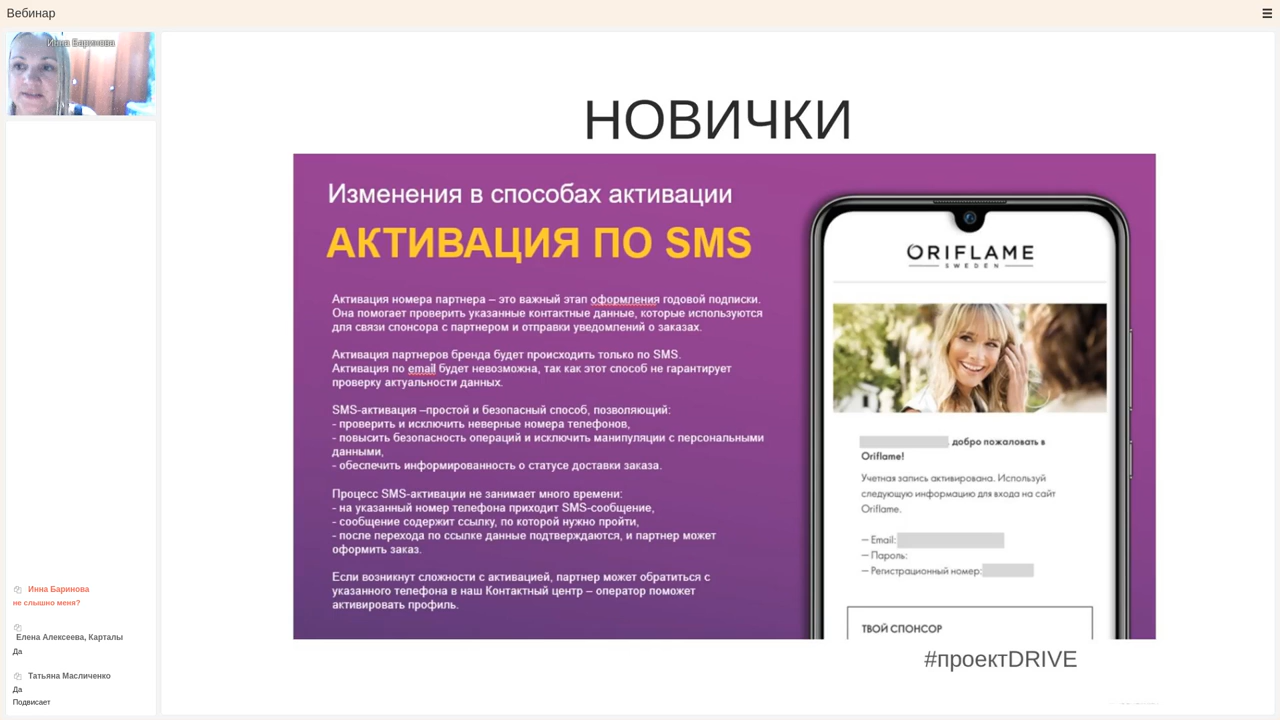 Вебинар
Инна Баринова
НОВИЧКИ
Изменения в способах активации
АКТИВАЦИЯ ПО SMS
Активация номера партнера – это важный этап оформления годовой подписки.
Она помогает проверить указанные контактные данные, которые используются
для связи спонсора с партнером и отправки уведомлений о заказах.
Активация партнеров бренда будет происходить только по SMS.
Активация по email будет невозможна, так как этот способ не гарантирует
проверку актуальности данных.
SMS-активация –простой и безопасный способ, позволяющий:
- проверить и исключить неверные номера телефонов,
- повысить безопасность операций и исключить манипуляции с персональными
данными,
- обеспечить информированность о статусе доставки заказа.
Процесс SMS-активации не занимает много времени:
- на указанный номер телефона приходит SMS-сообщение,
- сообщение содержит ссылку, по которой нужно пройти,
- после перехода по ссылке данные подтверждаются, и партнер может
оформить заказ.
Если возникнут сложности с активацией, партнер может обратиться с
указанного телефона в наш Контактный центр – оператор поможет
активировать профиль.
ORIFLAME
SWEDEN
, добро пожаловать в
Oriflame!
Учетная запись активирована. Используй
следующую информацию для входа на сайт
Oriflame.
— Email:
— Пароль:
— Регистрационный номер:
ТВОЙ СПОНСОР
#проектDRIVE
Инна Баринова
не слышно меня?
Елена Алексеева, Карталы
Да
Татьяна Масличенко
Да
Подвисает